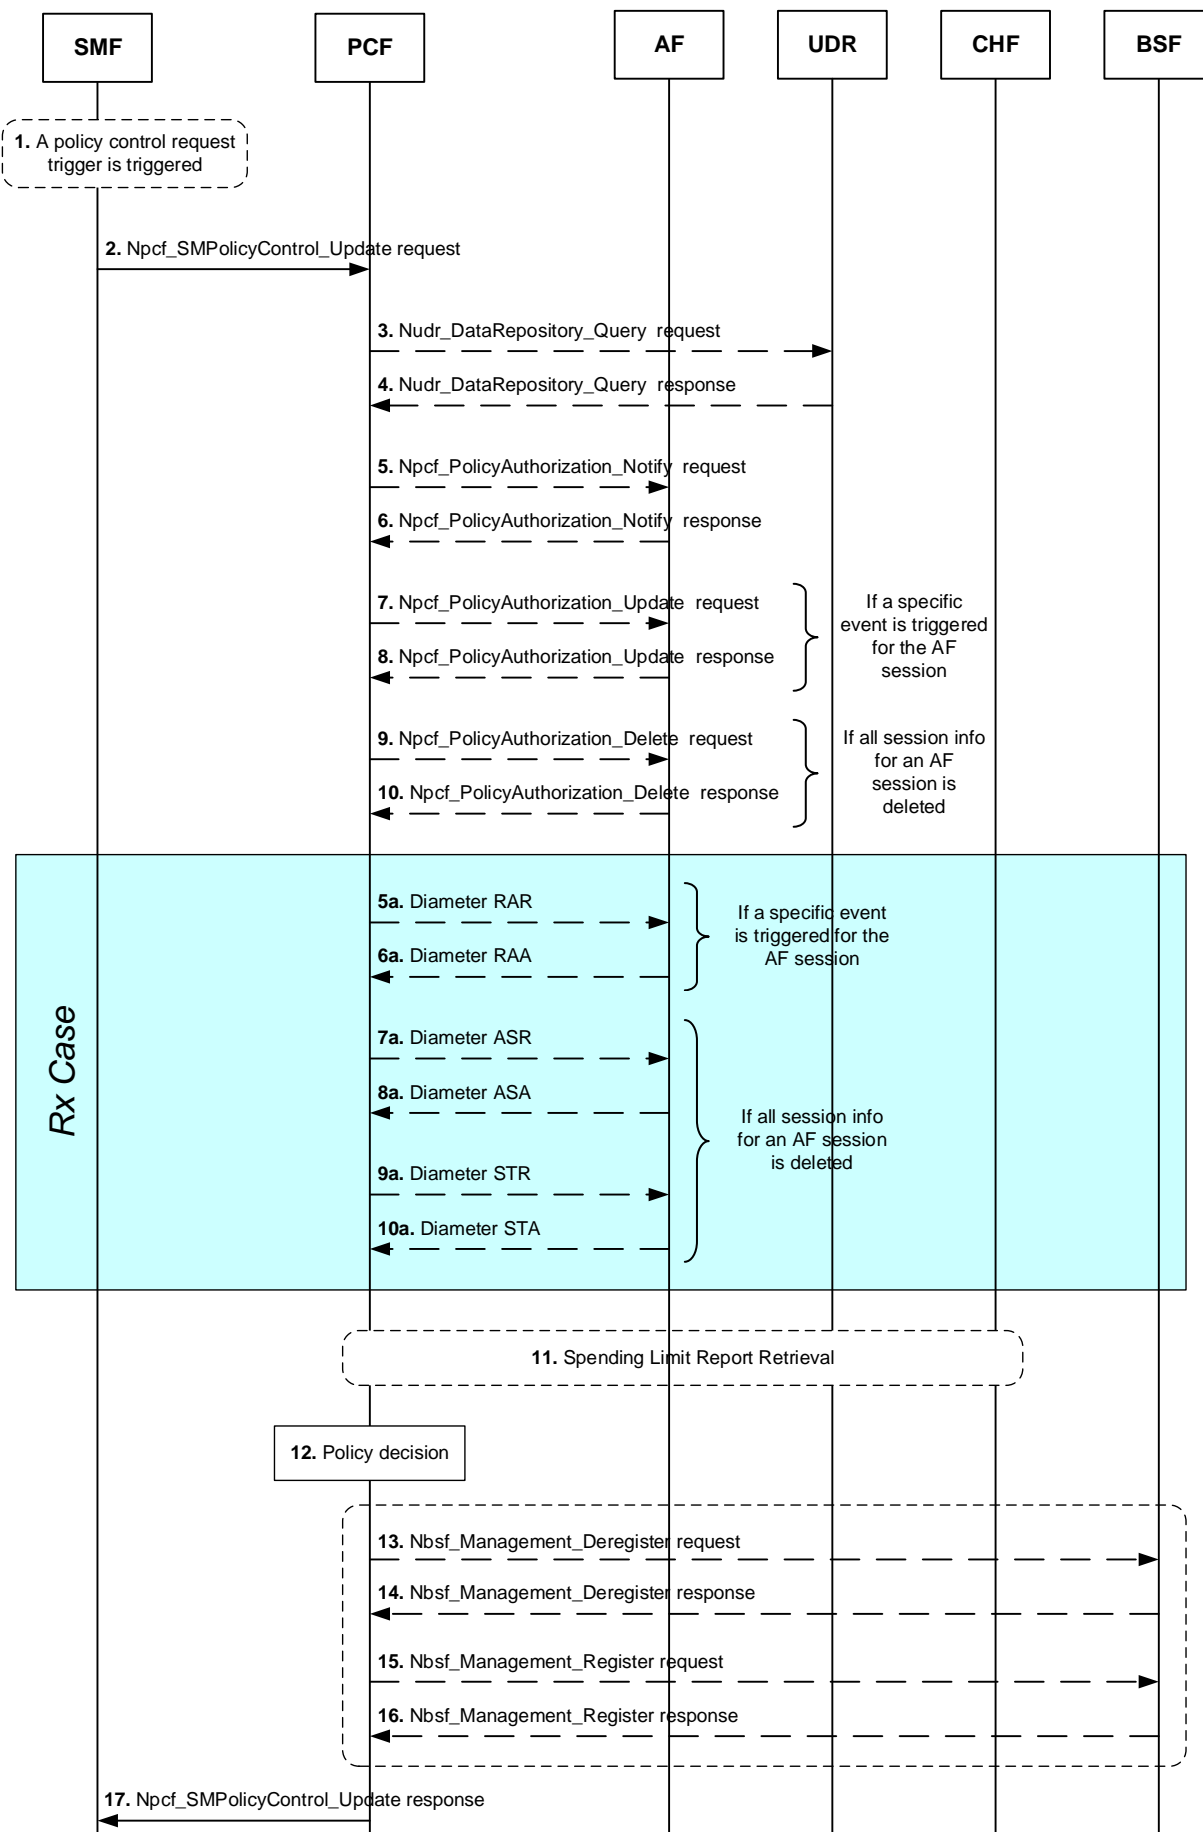 SMF
PCF
AF
UDR
CHF
BSF
1. A policy control request
trigger is triggered
2. Npcf_SMPolicyControl_Update request
3. Nudr_DataRepository_Query request
4. Nudr_DataRepository_Query response
5. Npcf_PolicyAuthorization_Notify request
6. Npcf_PolicyAuthorization_Notify response
7. Npcf_PolicyAuthorization_Update request
8. Npcf_PolicyAuthorization_Update response
If a specific
event is triggered
for the AF
session
9. Npcf_PolicyAuthorization_Delete request
10. Npcf_PolicyAuthorization_Delete response
If all session info
for an AF
session is
deleted
Rx Case
5a. Diameter RAR
6a. Diameter RAA
If a specific event
is triggered for the
AF session
7a. Diameter ASR
8a. Diameter ASA
9a. Diameter STR
10a. Diameter STA
If all session info
for an AF session
is deleted
11. Spending Limit Report Retrieval
12. Policy decision
13. Nbsf_Management_Deregister request
14. Nbsf_Management_Deregister response
15. Nbsf_Management_Register request
16. Nbsf_Management_Register response
17. Npcf_SMPolicyControl_Update response